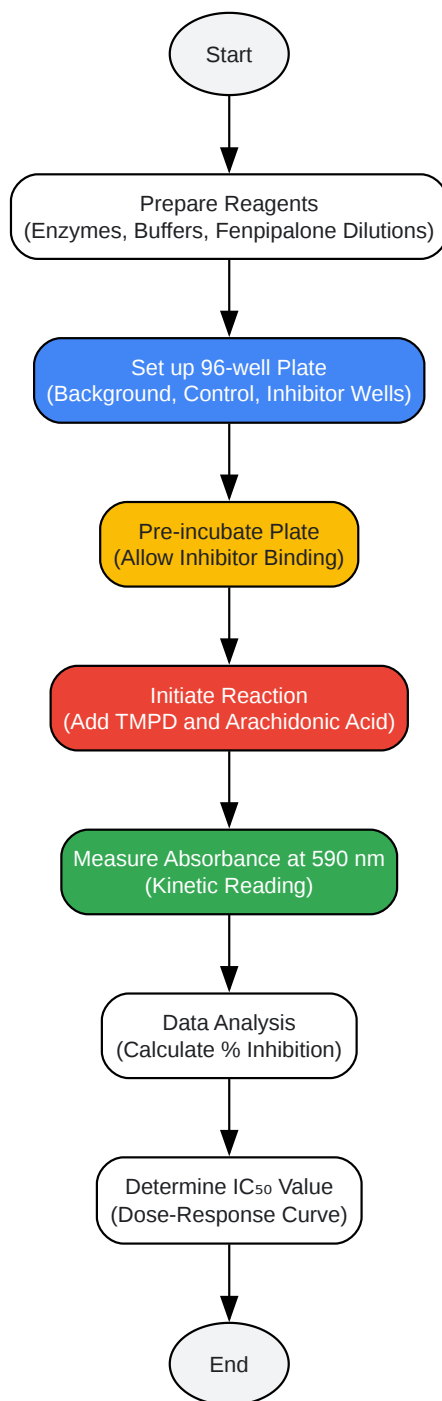 Start
Prepare Reagents
(Enzymes, Buffers, Fenpipalone Dilutions)
Set up 96-well Plate
(Background, Control, Inhibitor Wells)
Pre-incubate Plate
(Allow Inhibitor Binding)
Initiate Reaction
(Add TMPD and Arachidonic Acid)
Measure Absorbance at 590 nm
(Kinetic Reading)
Data Analysis
(Calculate % Inhibition)
Determine IC₅₀ Value
(Dose-Response Curve)
End